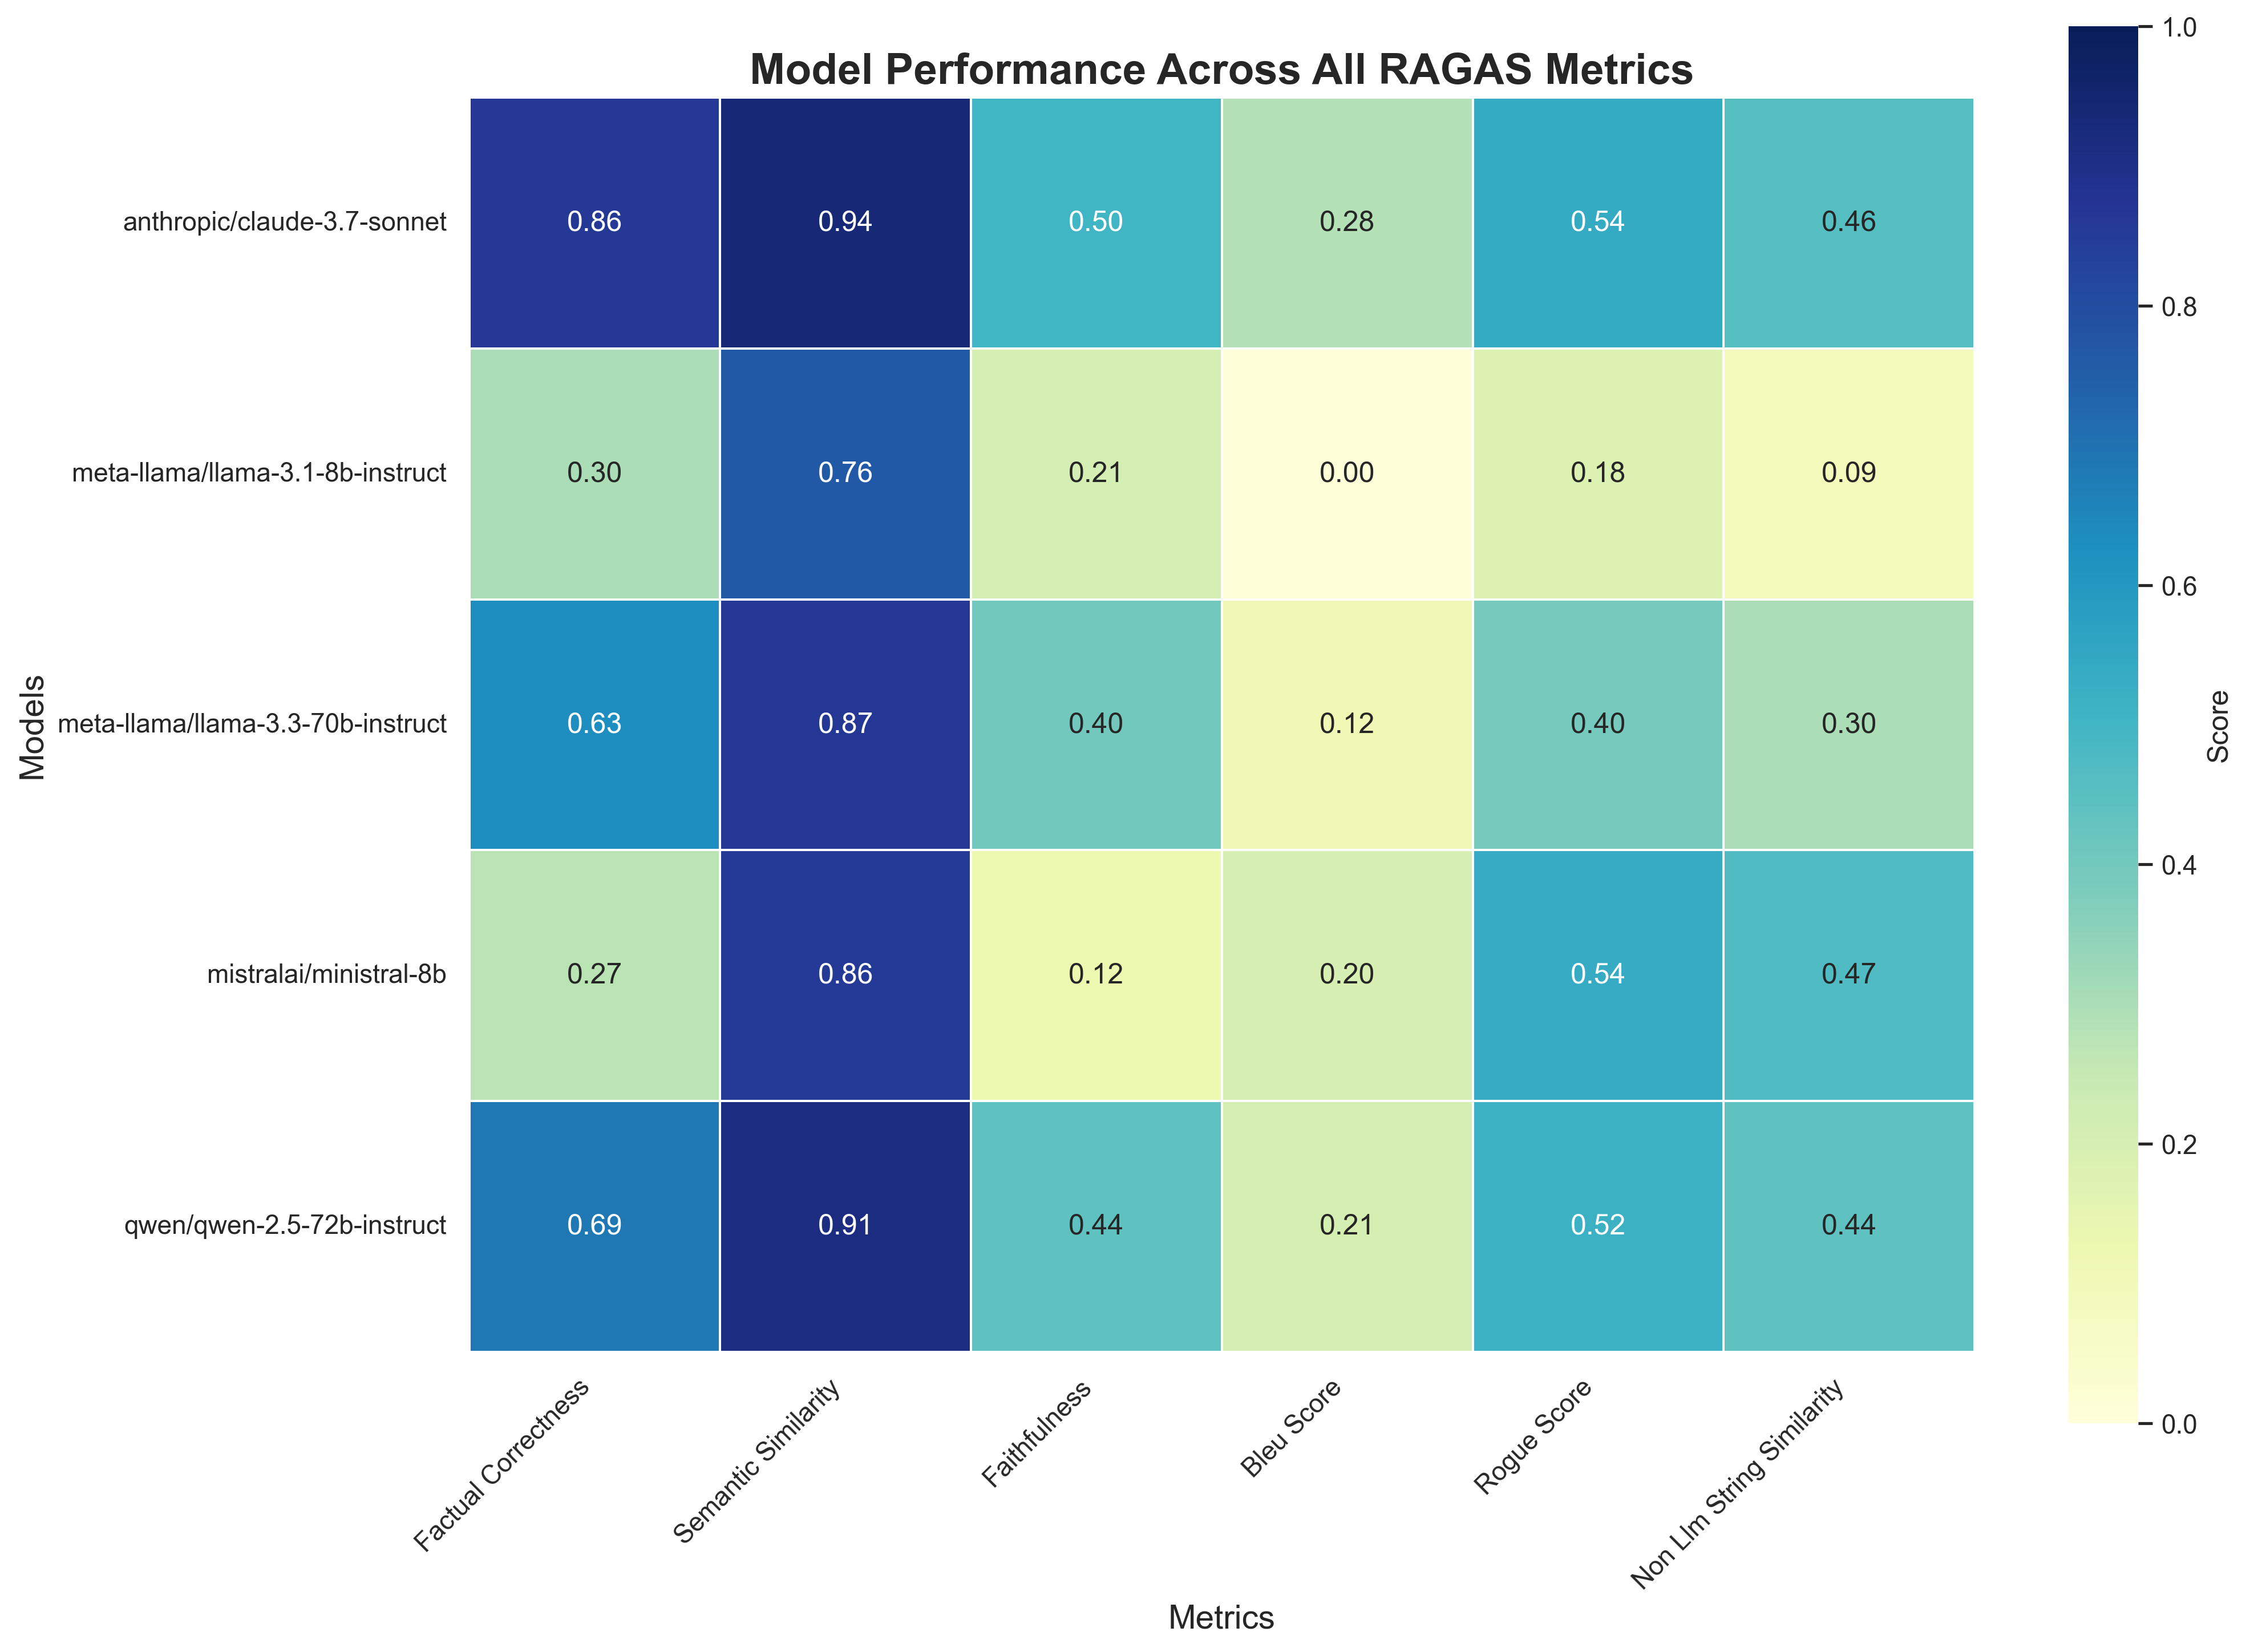 Model Performance Across All RAGAS Metrics
Models
anthropic/claude-3.7-sonnet 0.86 0.94 0.50 0.28 0.54 0.46
meta-llama/llama-3.1-8b-instruct 0.30 0.76 0.21 0.00 0.18 0.09
meta-llama/llama-3.3-70b-instruct 0.63 0.87 0.40 0.12 0.40 0.30
mistralai/ministral-8b 0.27 0.86 0.12 0.20 0.54 0.47
qwen/qwen-2.5-72b-instruct 0.69 0.91 0.44 0.21 0.52 0.44
Factual Correctness
Semantic Similarity
Faithfulness
Bleu Score
Rogue Score
Non Llm String Similarity
Metrics
1.0
0.8
0.6
0.4
0.2
0.0
Score